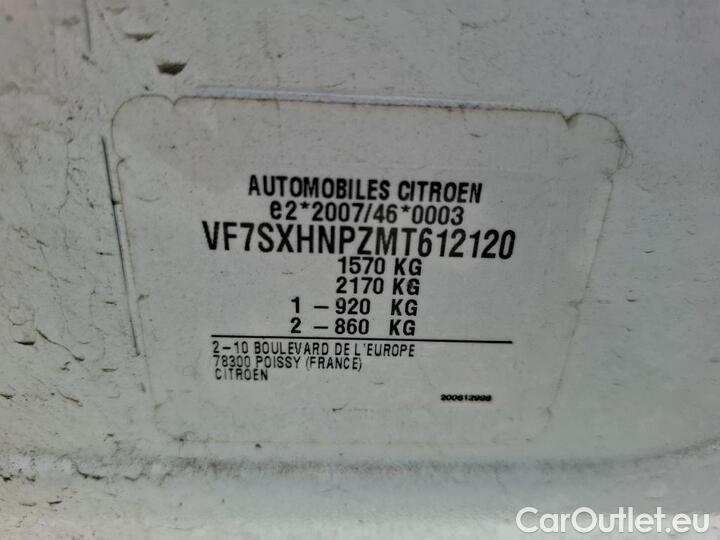 AUTOMOBILES CITROEN
e2*2007/46*0003
VF7SXHNPZMT612120
1570 KG
2170 KG
1 – 920 KG
2 – 860 KG
2–10 BOULEVARD DE L'EUROPE
78300 POISSY (FRANCE)
CITROEN
200612998
CarOutlet.eu